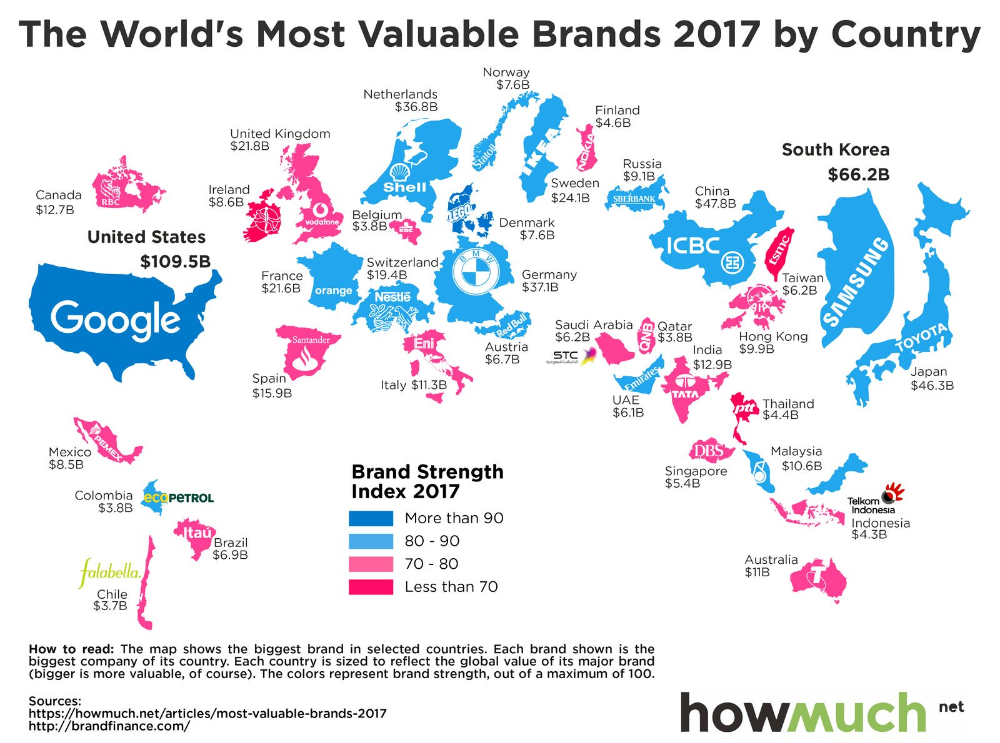 The World's Most Valuable Brands 2017 by Country
Norway
$7.6B
Statoil
Netherlands
$36.8B
Shell
Finland
$4.6B
NOKIA
United Kingdom
$21.8B
vodafone
IKEA
Sweden
$24.1B
South Korea
$66.2B
SAMSUNG
Russia
$9.1B
SBERBANK
Canada
$12.7B
RBC
Ireland
$8.6B
China
$47.8B
ICBC
Belgium
$3.8B
KBC
LEGO
Denmark
$7.6B
United States
$109.5B
Google
tsmc
Taiwan
$6.2B
France
$21.6B
orange
Switzerland
$19.4B
Nestlé
BMW
Germany
$37.1B
AIA
Hong Kong
$9.9B
TOYOTA
Japan
$46.3B
Spain
$15.9B
Santander
Eni
Italy $11.3B
Red Bull
Austria
$6.7B
Saudi Arabia
$6.2B
STC
الاتصالات السعودية
QNB
Qatar
$3.8B
India
$12.9B
TATA
Emirates
UAE
$6.1B
ptt
Thailand
$4.4B
Mexico
$8.5B
PEMEX
DBS
Singapore
$5.4B
Malaysia
$10.6B
Colombia
$3.8B
ecoPETROL
Telkom
Indonesia
Indonesia
$4.3B
Itaú
Brazil
$6.9B
falabella.
Chile
$3.7B
Australia
$11B
T
Brand Strength
Index 2017
More than 90
80 - 90
70 - 80
Less than 70
How to read: The map shows the biggest brand in selected countries. Each brand shown is the
biggest company of its country. Each country is sized to reflect the global value of its major brand
(bigger is more valuable, of course). The colors represent brand strength, out of a maximum of 100.
Sources:
https://howmuch.net/articles/most-valuable-brands-2017
http://brandfinance.com/
howmuch net